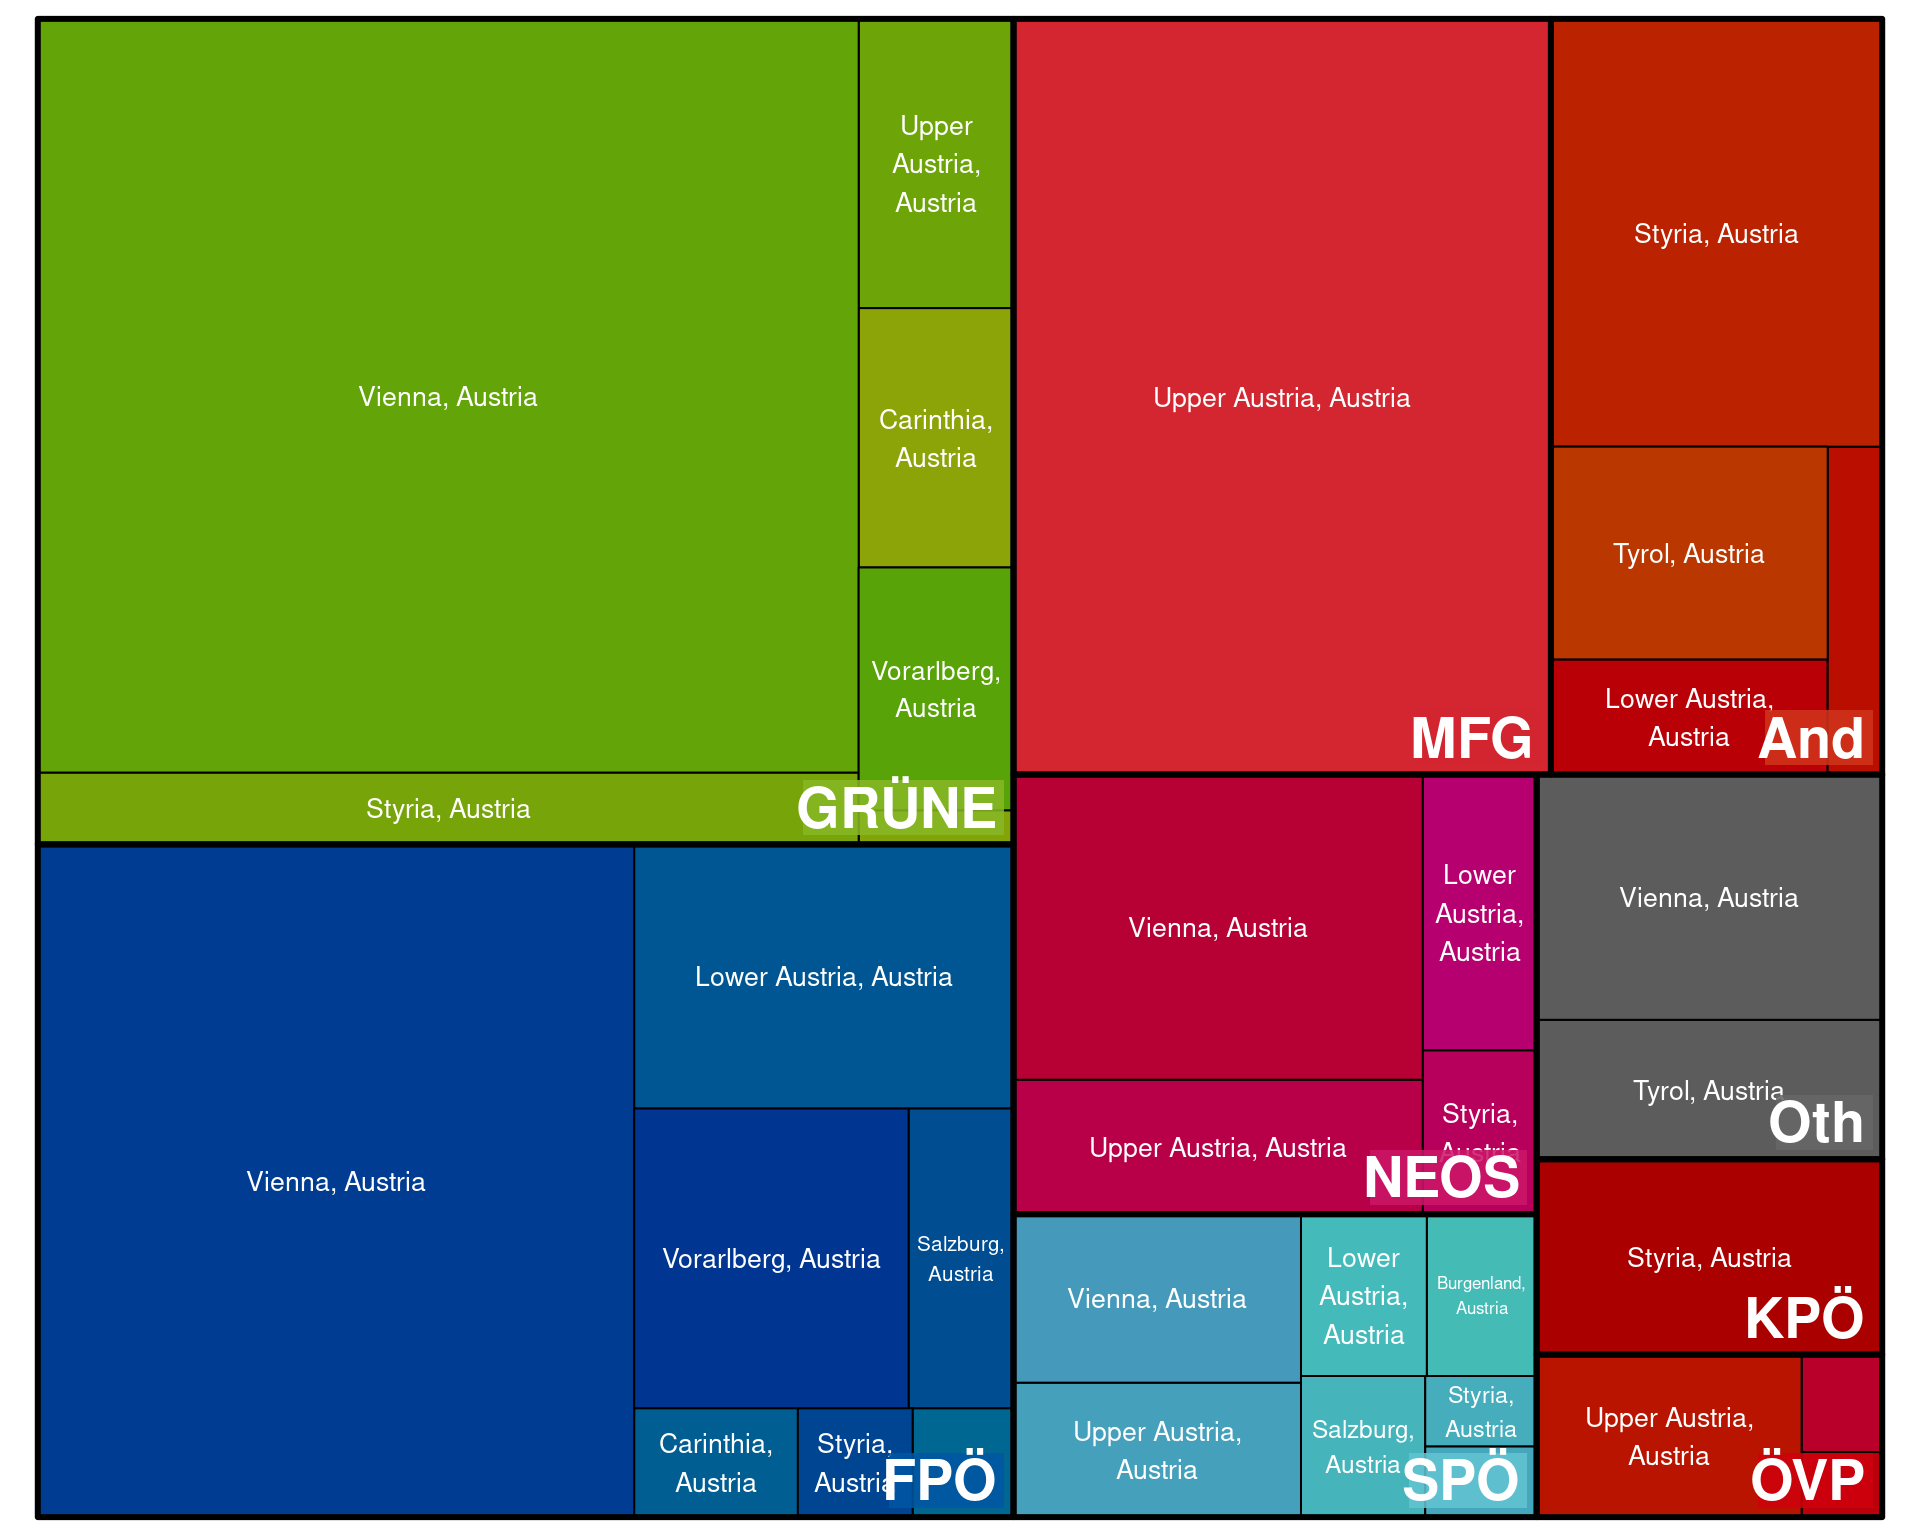 Vienna, Austria
Upper
Austria,
Austria
Carinthia,
Austria
Vorarlberg,
Austria
Styria, Austria
GRÜNE
Upper Austria, Austria
MFG
Styria, Austria
Tyrol, Austria
Lower Austria,
Austria
And
Vienna, Austria
Lower Austria, Austria
Vorarlberg, Austria
Salzburg,
Austria
Carinthia,
Austria
Styria,
Austria
FPÖ
Vienna, Austria
Lower
Austria,
Austria
Upper Austria, Austria
Styria,
Austria
NEOS
Vienna, Austria
Tyrol, Austria
Oth
Vienna, Austria
Lower
Austria,
Austria
Burgenland,
Austria
Upper Austria,
Austria
Salzburg,
Austria
Styria,
Austria
SPÖ
Styria, Austria
KPÖ
Upper Austria,
Austria
ÖVP